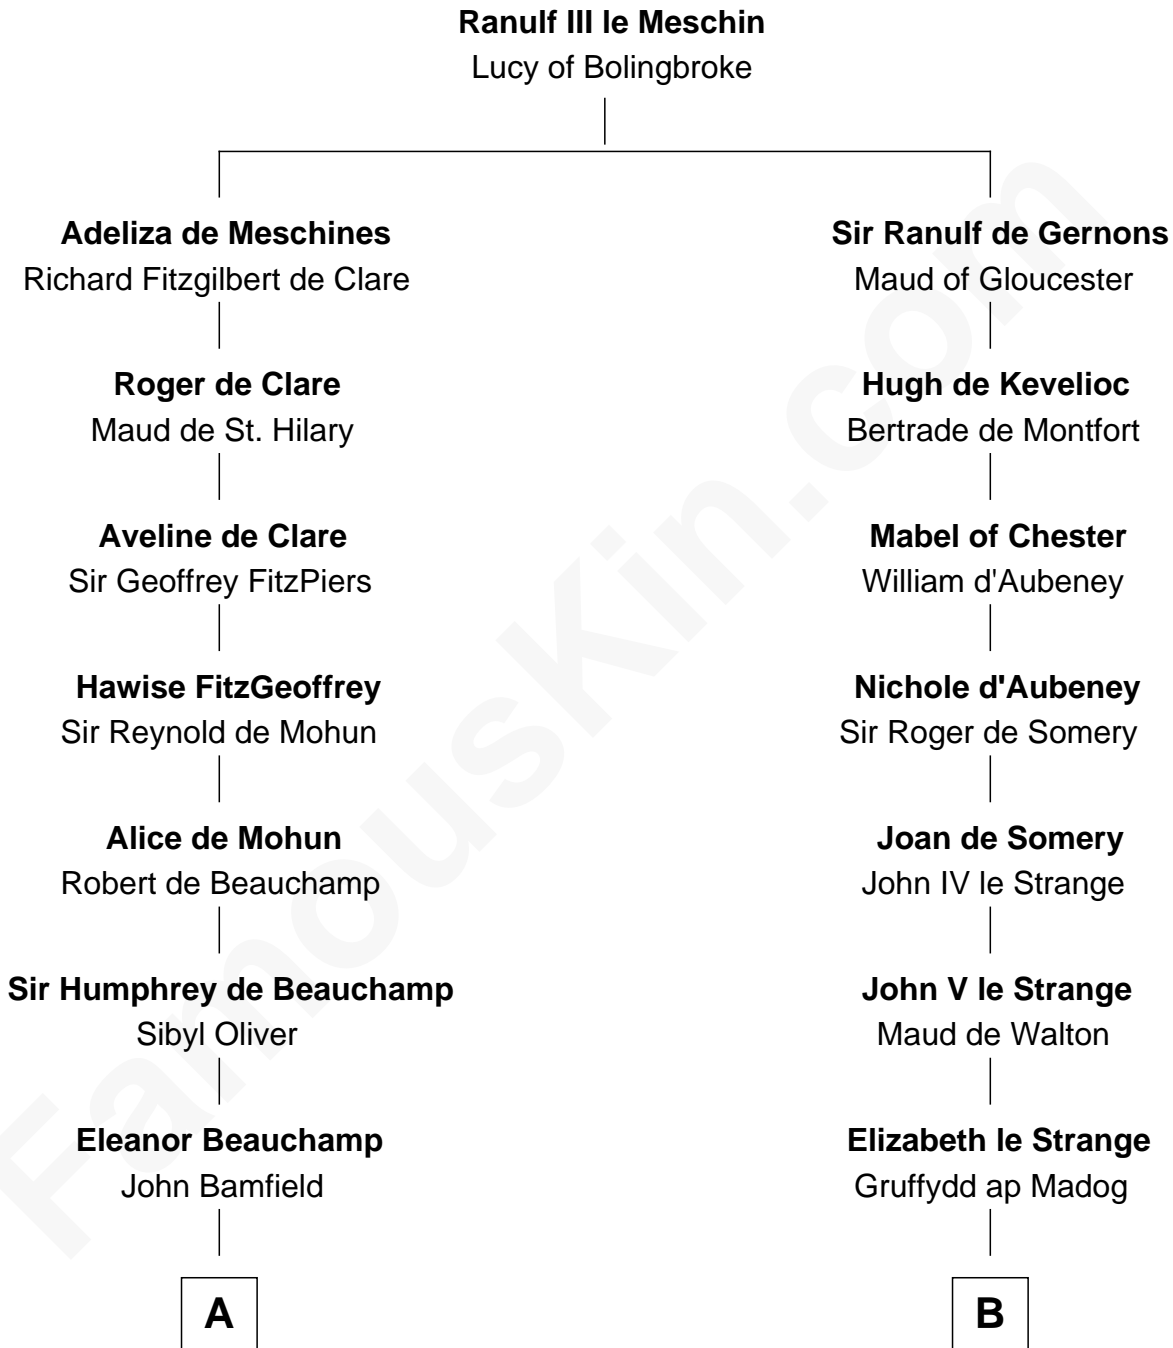 Ranulf III le Meschin
Lucy of Bolingbroke
Adeliza de Meschines
Richard Fitzgilbert de Clare
Sir Ranulf de Gernons
Maud of Gloucester
Roger de Clare
Maud de St. Hilary
Hugh de Kevelioc
Bertrade de Montfort
Aveline de Clare
Sir Geoffrey FitzPiers
Mabel of Chester
William d'Aubeney
Hawise FitzGeoffrey
Sir Reynold de Mohun
Nichole d'Aubeney
Sir Roger de Somery
Alice de Mohun
Robert de Beauchamp
Joan de Somery
John IV le Strange
Sir Humphrey de Beauchamp
Sibyl Oliver
John V le Strange
Maud de Walton
Eleanor Beauchamp
John Bamfield
Elizabeth le Strange
Gruffydd ap Madog
A
B
FamousKin.com